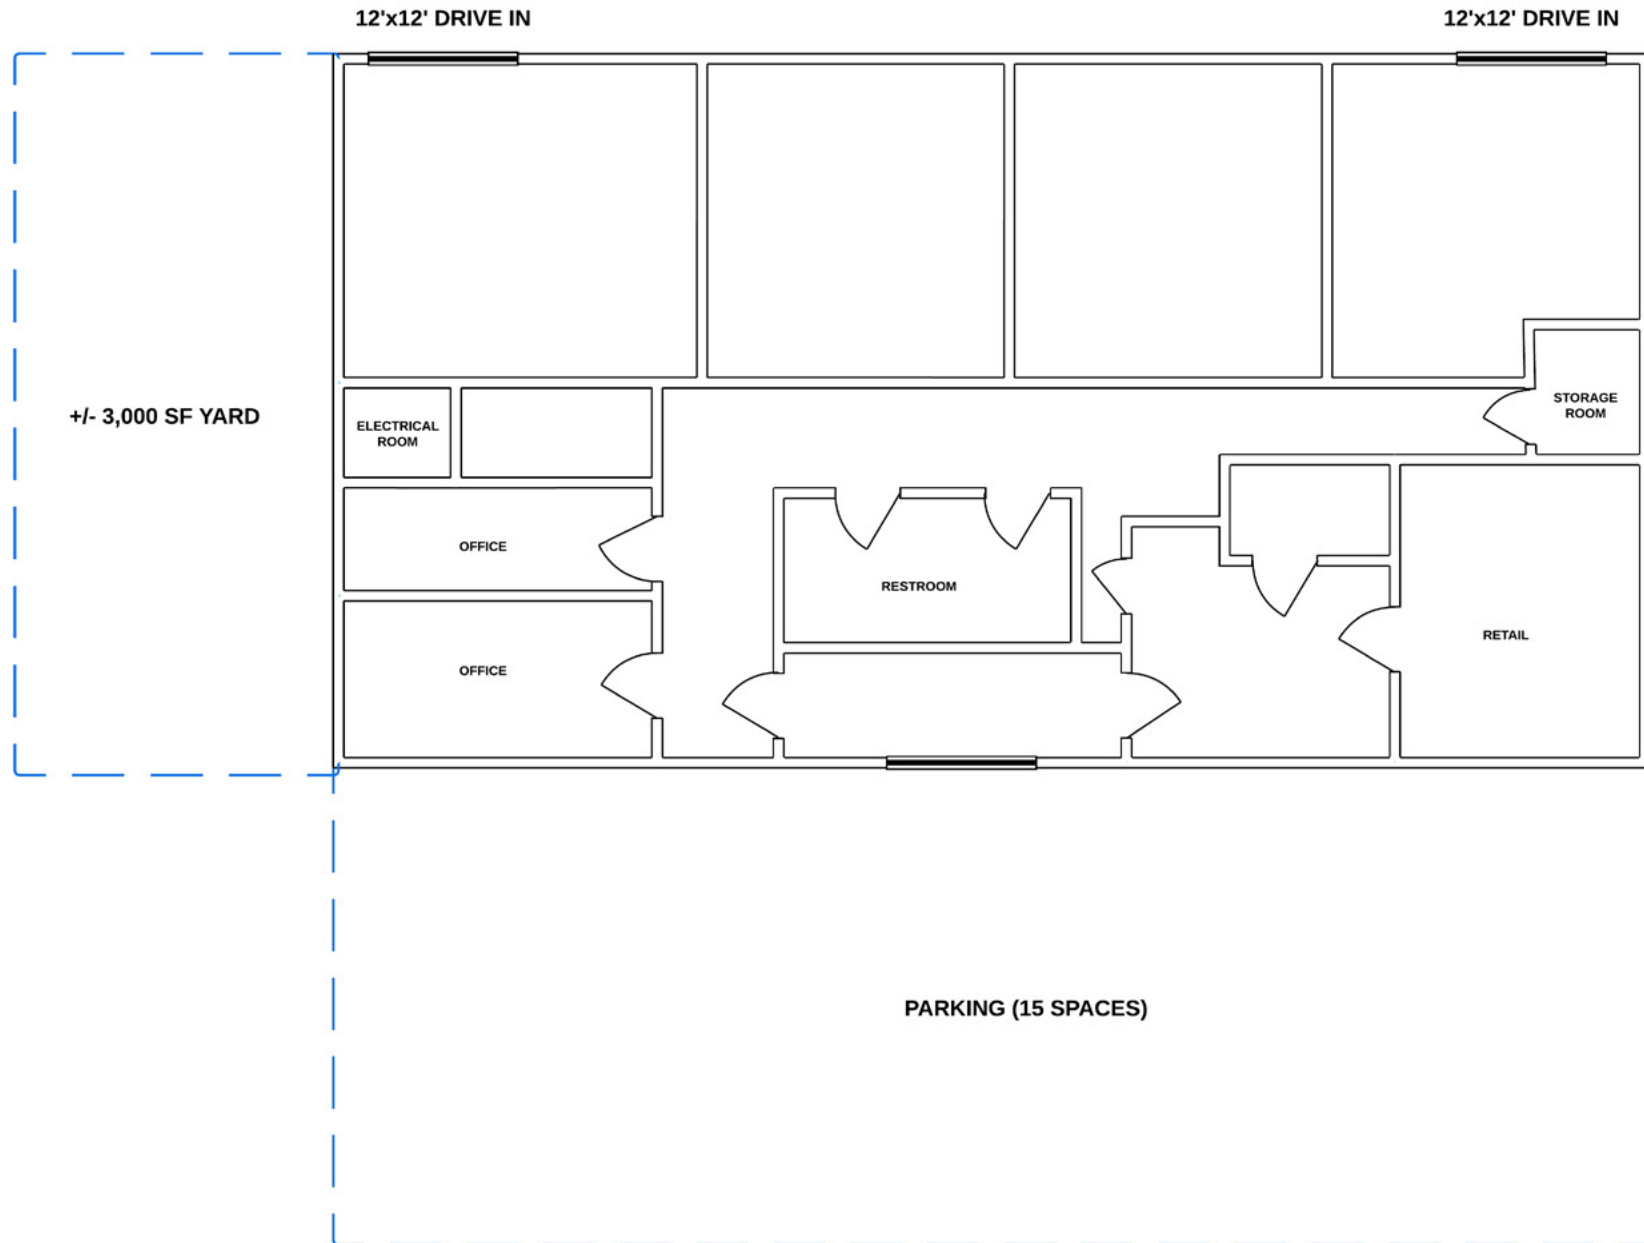 12'x12' DRIVE IN
12'x12' DRIVE IN
+/- 3,000 SF YARD
ELECTRICAL
ROOM
STORAGE
ROOM
OFFICE
RESTROOM
RETAIL
OFFICE
PARKING (15 SPACES)